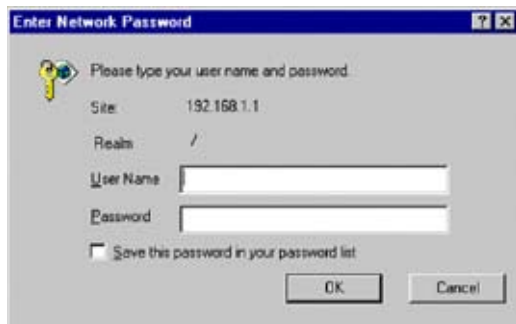 Enter Network Password
Please type your user name and password.
Site: 192.168.1.1
Realm /
User Name
Password
Save this password in your password list
OK Cancel